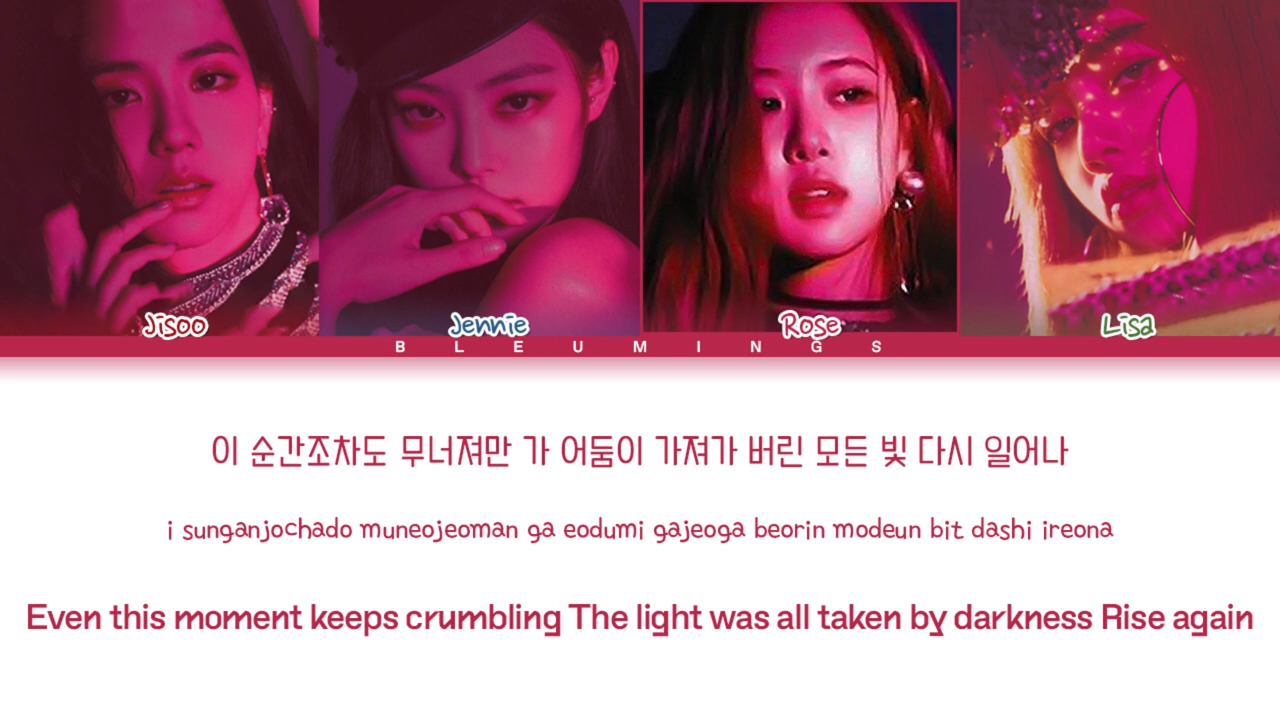 Jisoo Jennie Rose Lisa
BLEUMINGS
이 순간조차도 무너져만 가 어둠이 가져가 버린 모든 빛 다시 일어나
i sunganjochado muneojeoman ga eodumi gajeoga beorin modeun bit dashi ireona
Even this moment keeps crumbling The light was all taken by darkness Rise again